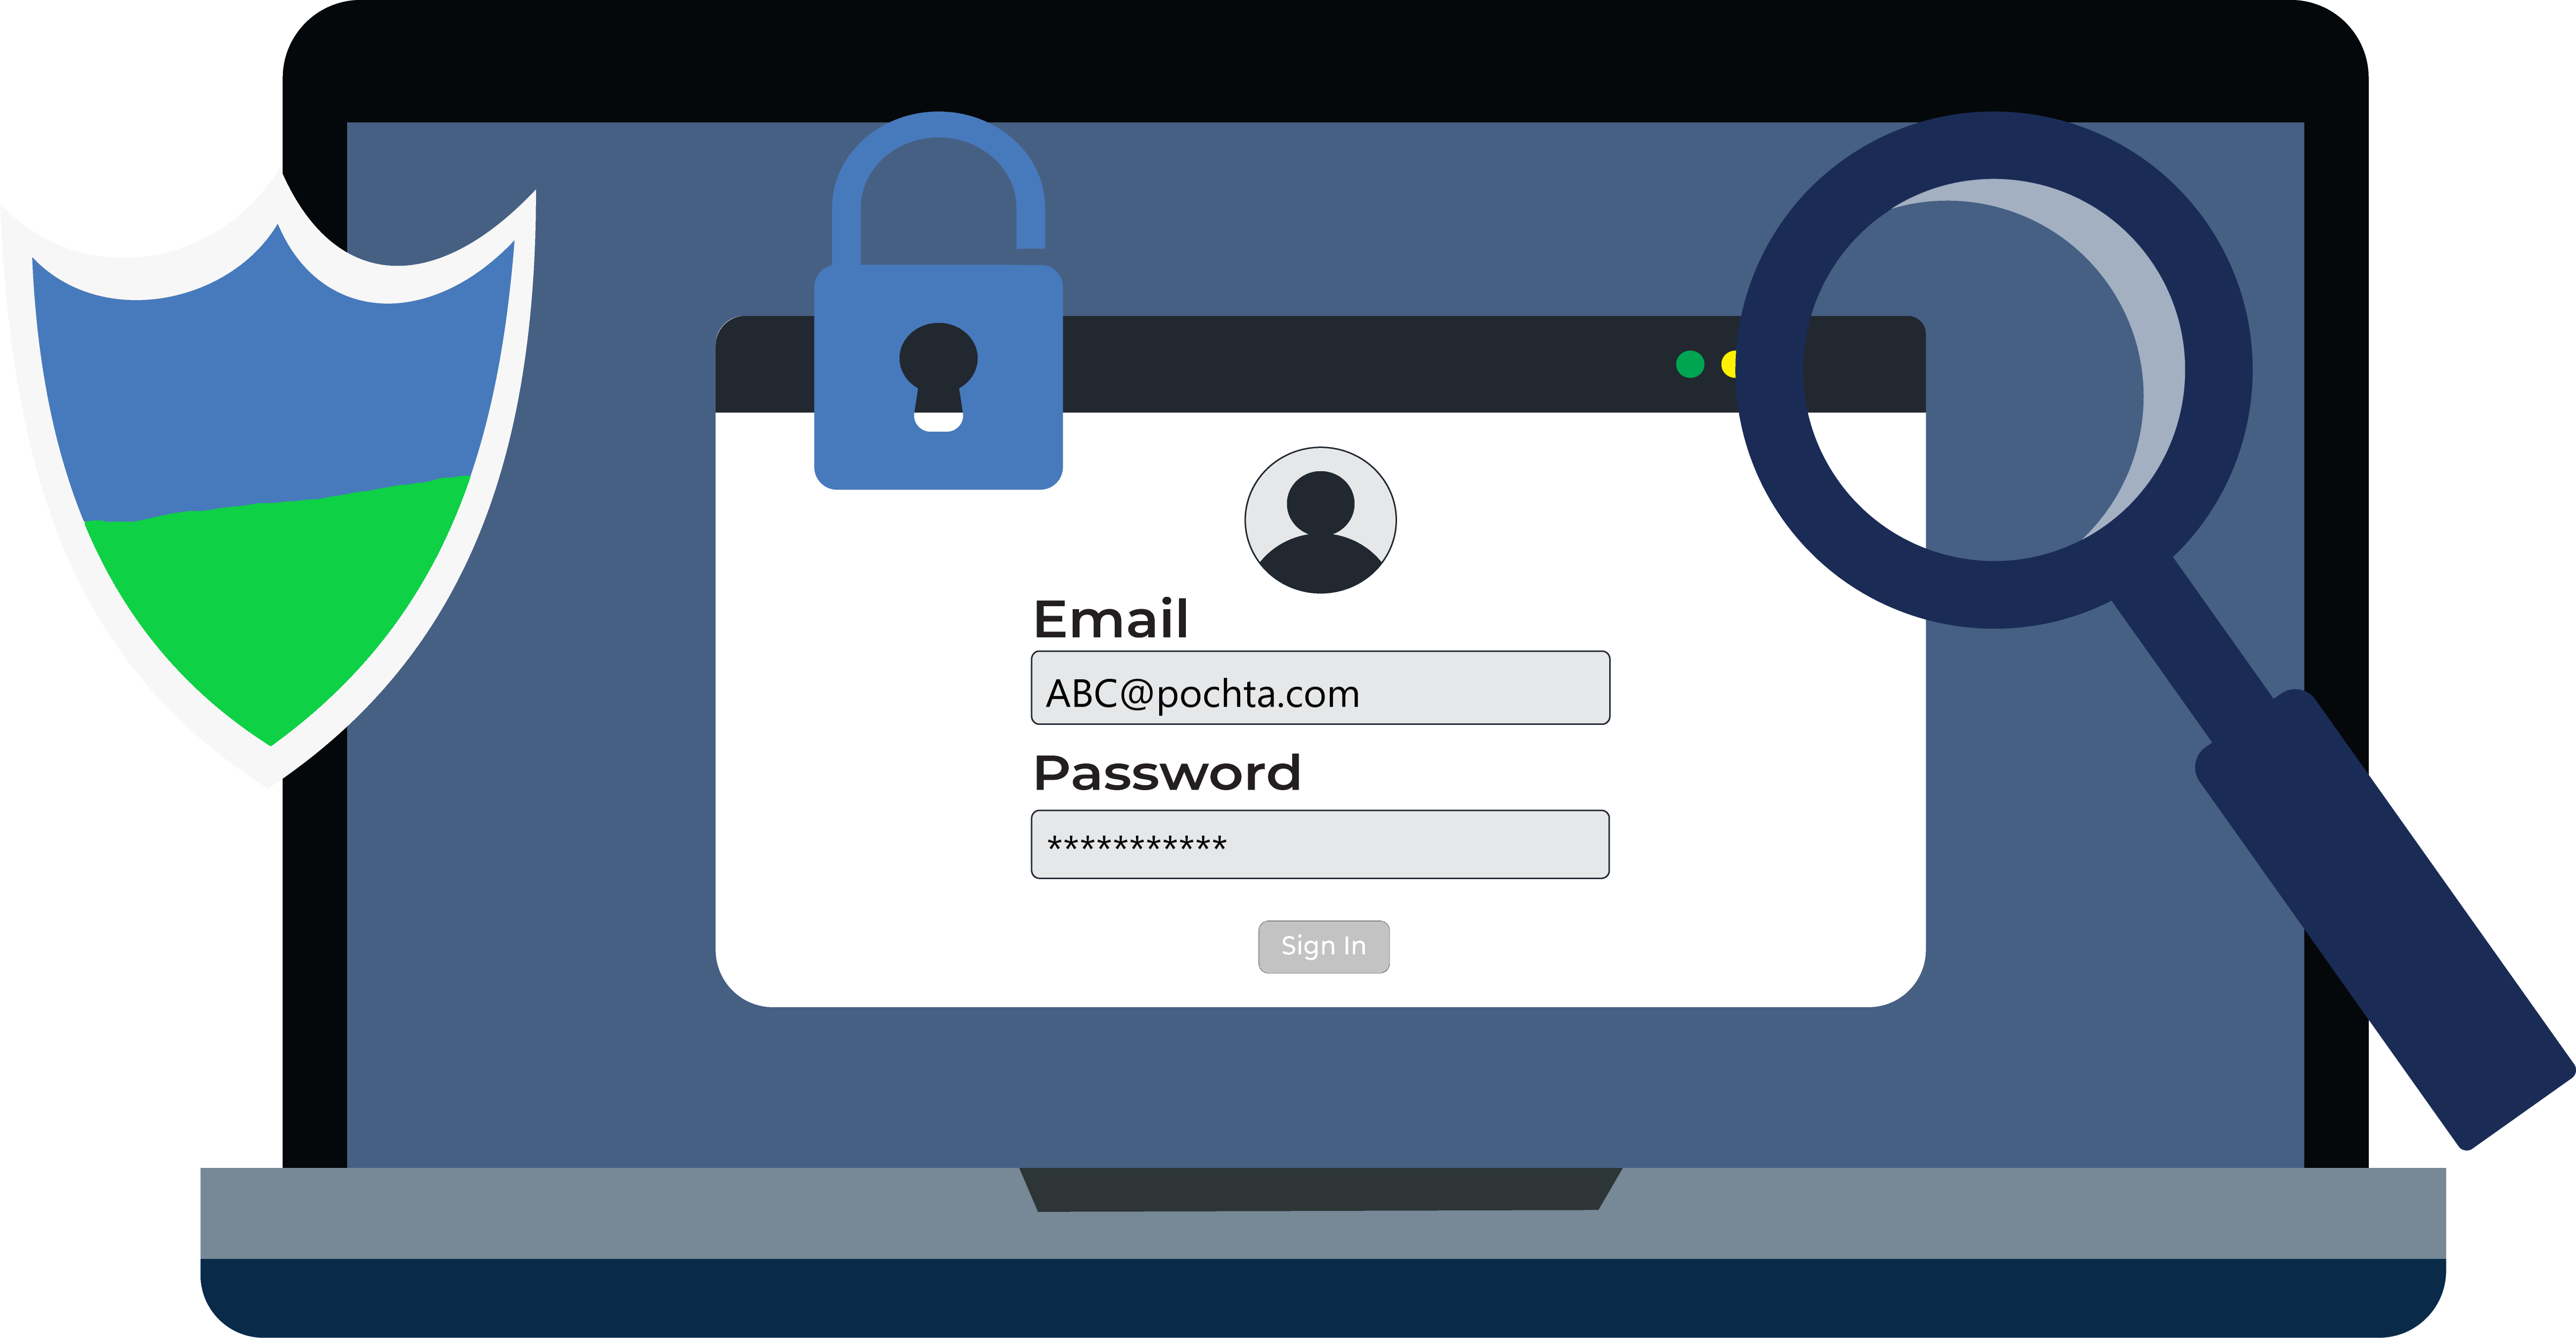 Email
ABC@pochta.com
Password
***********
Sign In